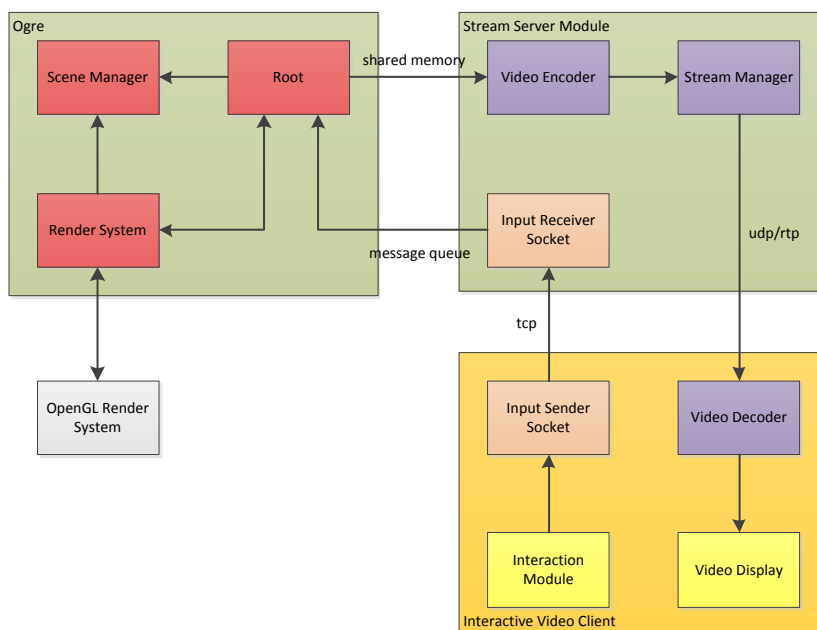 Ogre
Stream Server Module
Scene Manager
Root
shared memory
Video Encoder
Stream Manager
Render System
message queue
Input Receiver
Socket
udp/rtp
tcp
OpenGL Render
System
Input Sender
Socket
Video Decoder
Interaction
Module
Video Display
Interactive Video Client